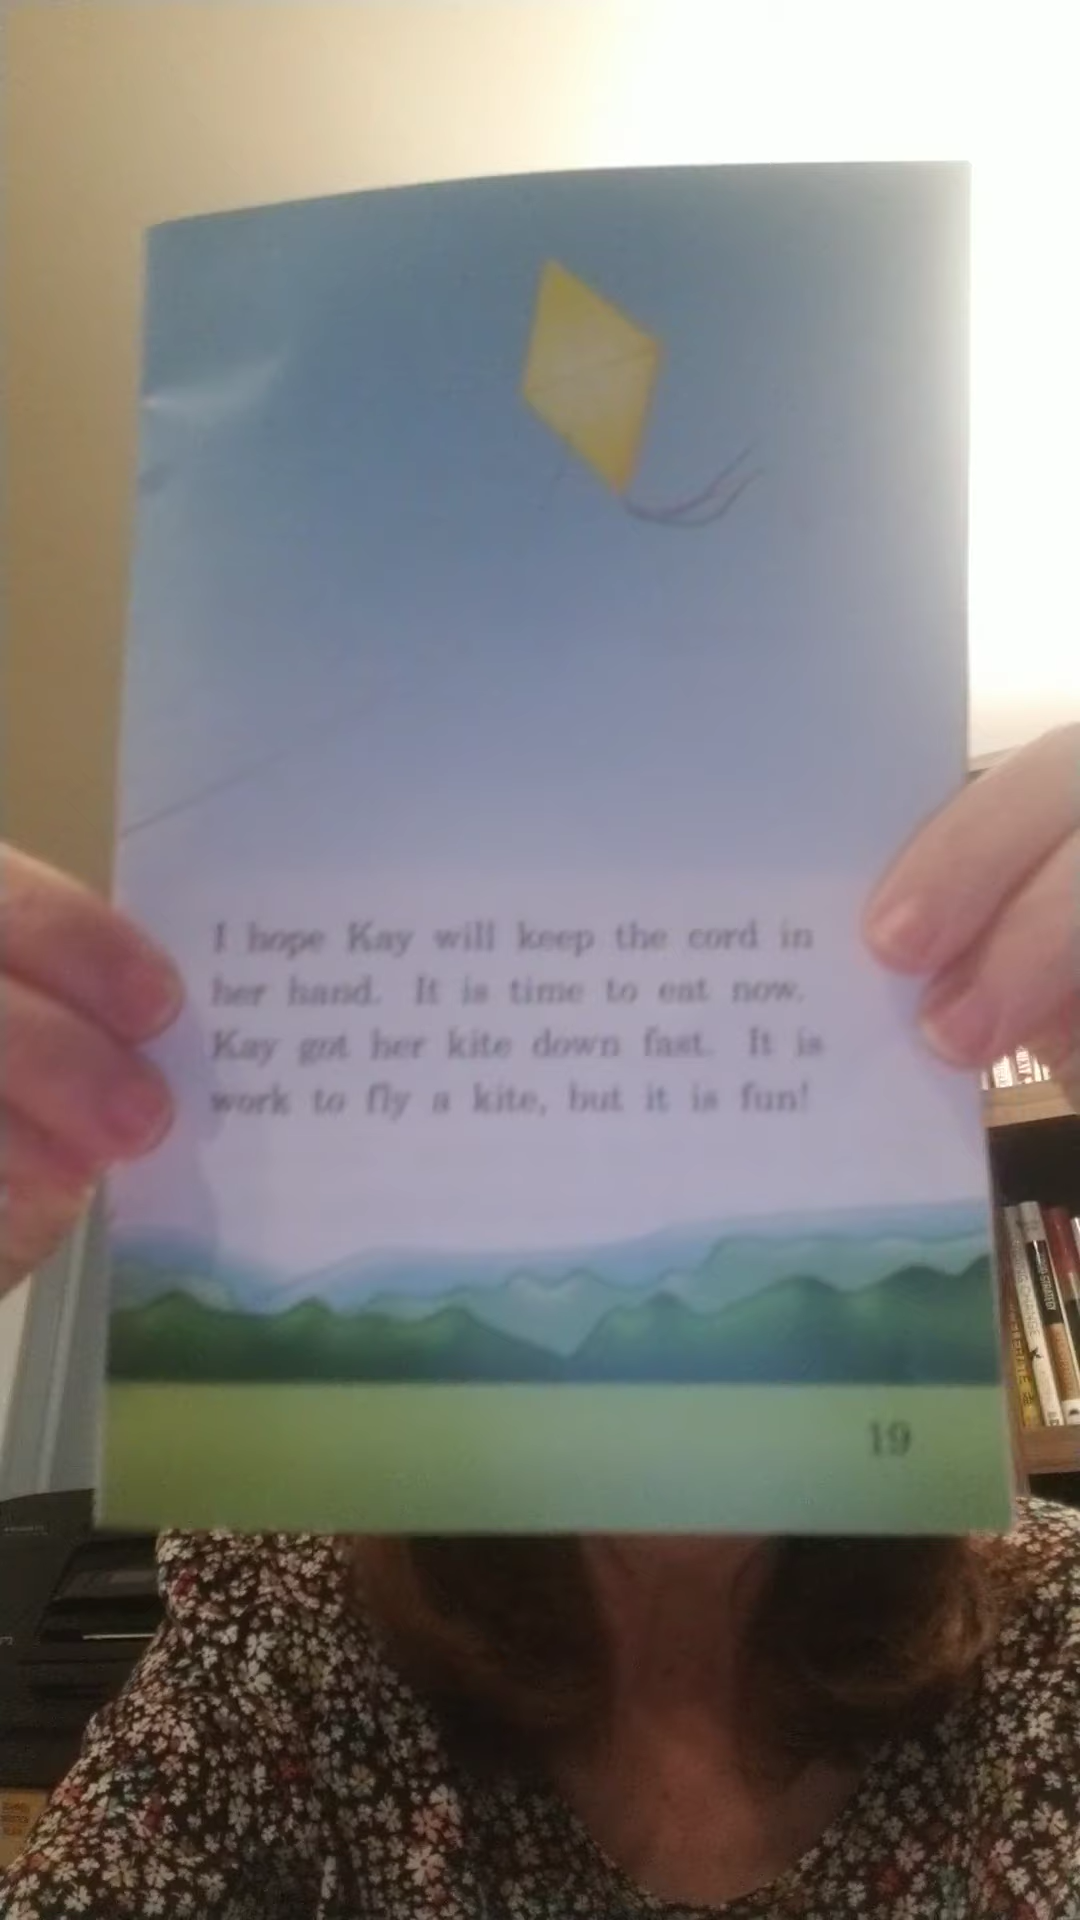 I hope Kay will keep the cord in
her hand. It is time to eat now.
Kay got her kite down fast. It is
work to fly a kite, but it is fun!
19